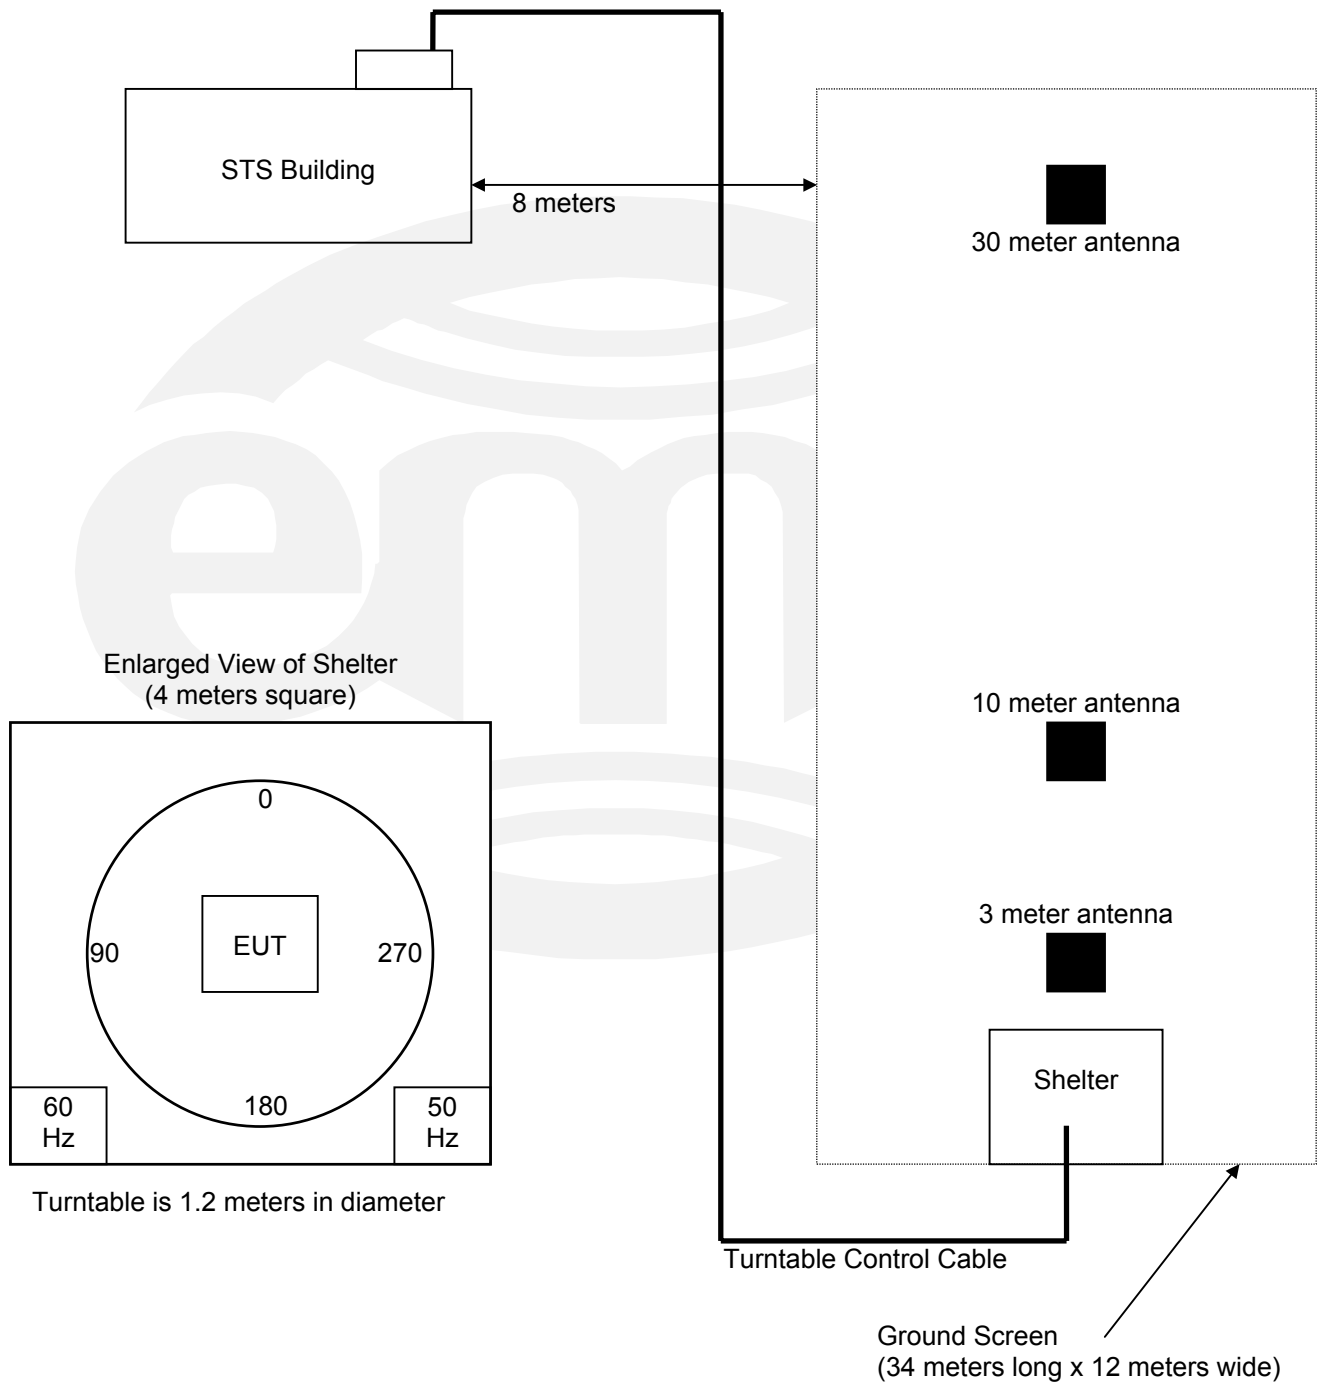 STS Building
8 meters
30 meter antenna
Enlarged View of Shelter
(4 meters square)
10 meter antenna
0
90
EUT
270
3 meter antenna
Shelter
60
Hz
180
50
Hz
Turntable is 1.2 meters in diameter
Turntable Control Cable
Ground Screen
(34 meters long x 12 meters wide)
em